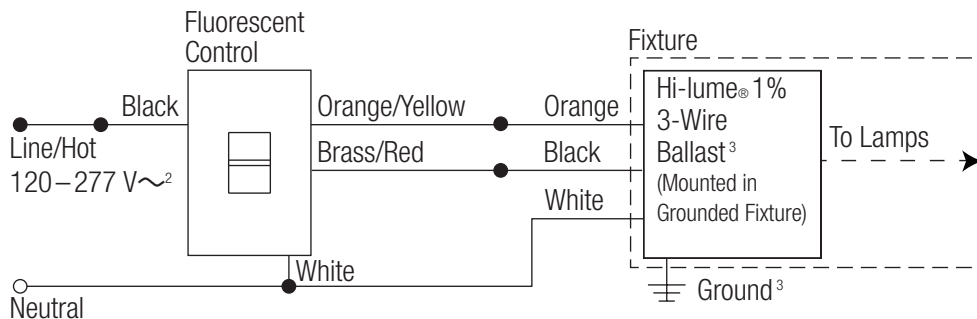 Fluorescent
Control
Fixture
Black
Orange/Yellow
Orange
Hi-lume® 1%
3-Wire
Ballast³
(Mounted in
Grounded Fixture)
To Lamps
Line/Hot
120–277 V~²
Brass/Red
Black
White
White
Neutral
Ground³